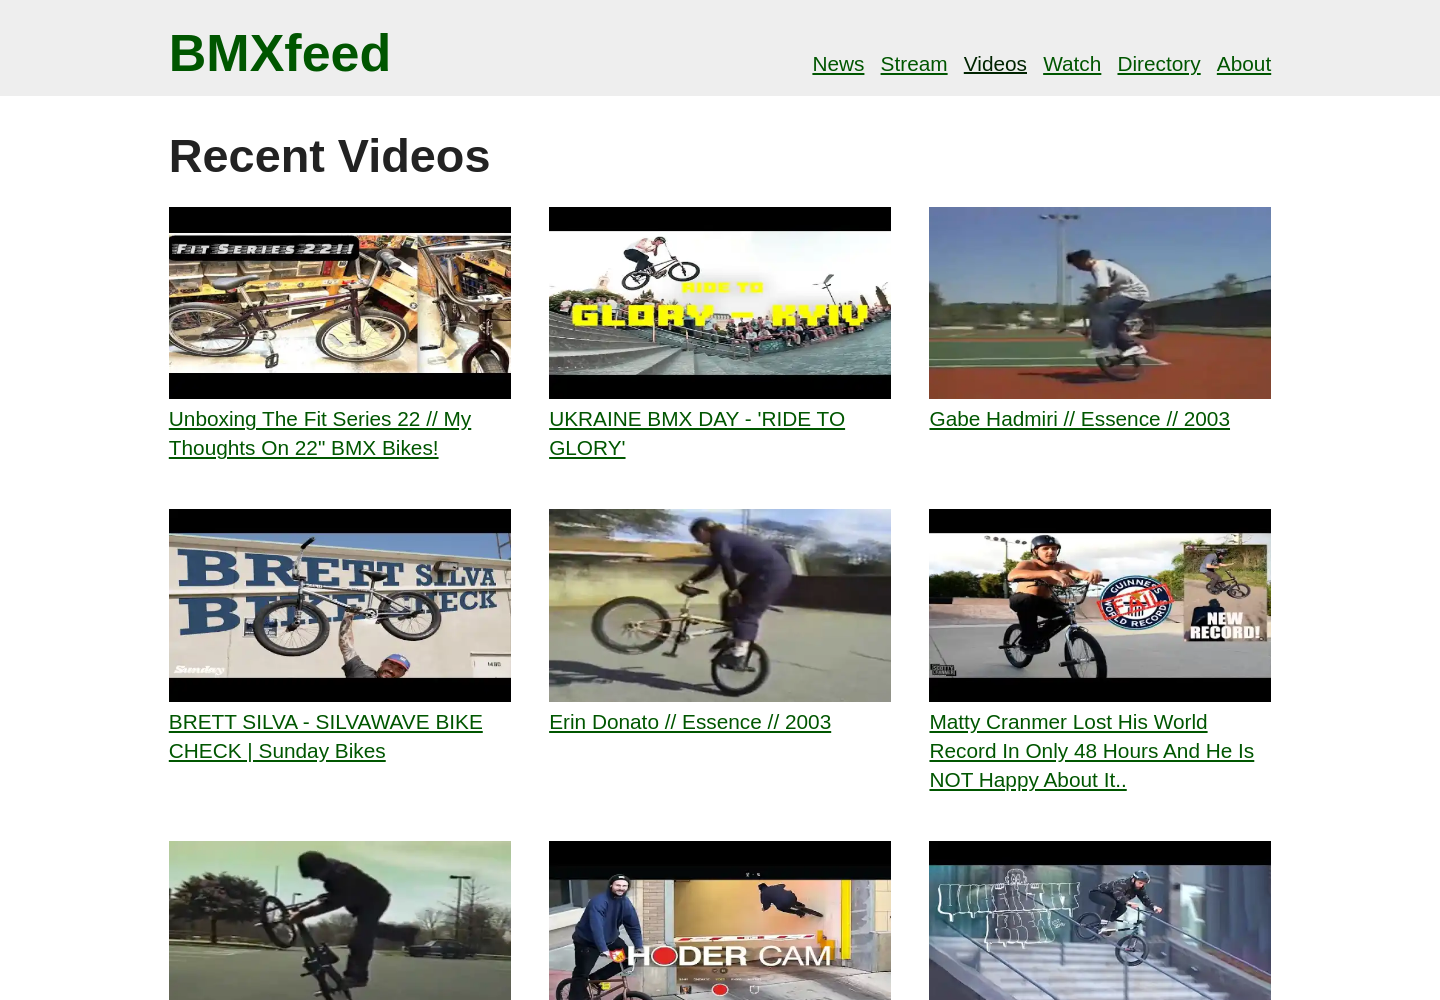 BMXfeed
News Stream Videos Watch Directory About
Recent Videos
Fit Series 22!!
RIDE TO
GLORY - KYIV
Unboxing The Fit Series 22 // My
Thoughts On 22" BMX Bikes!
UKRAINE BMX DAY - 'RIDE TO
GLORY'
Gabe Hadmiri // Essence // 2003
BRETT SILVA
BIKE CHECK
Sunday
1480
GUINNESS
FAIL
WORLD RECORDS
NEW
RECORD!
BRETT SILVA - SILVAWAVE BIKE
CHECK | Sunday Bikes
Erin Donato // Essence // 2003
Matty Cranmer Lost His World
Record In Only 48 Hours And He Is
NOT Happy About It..
HODER CAM